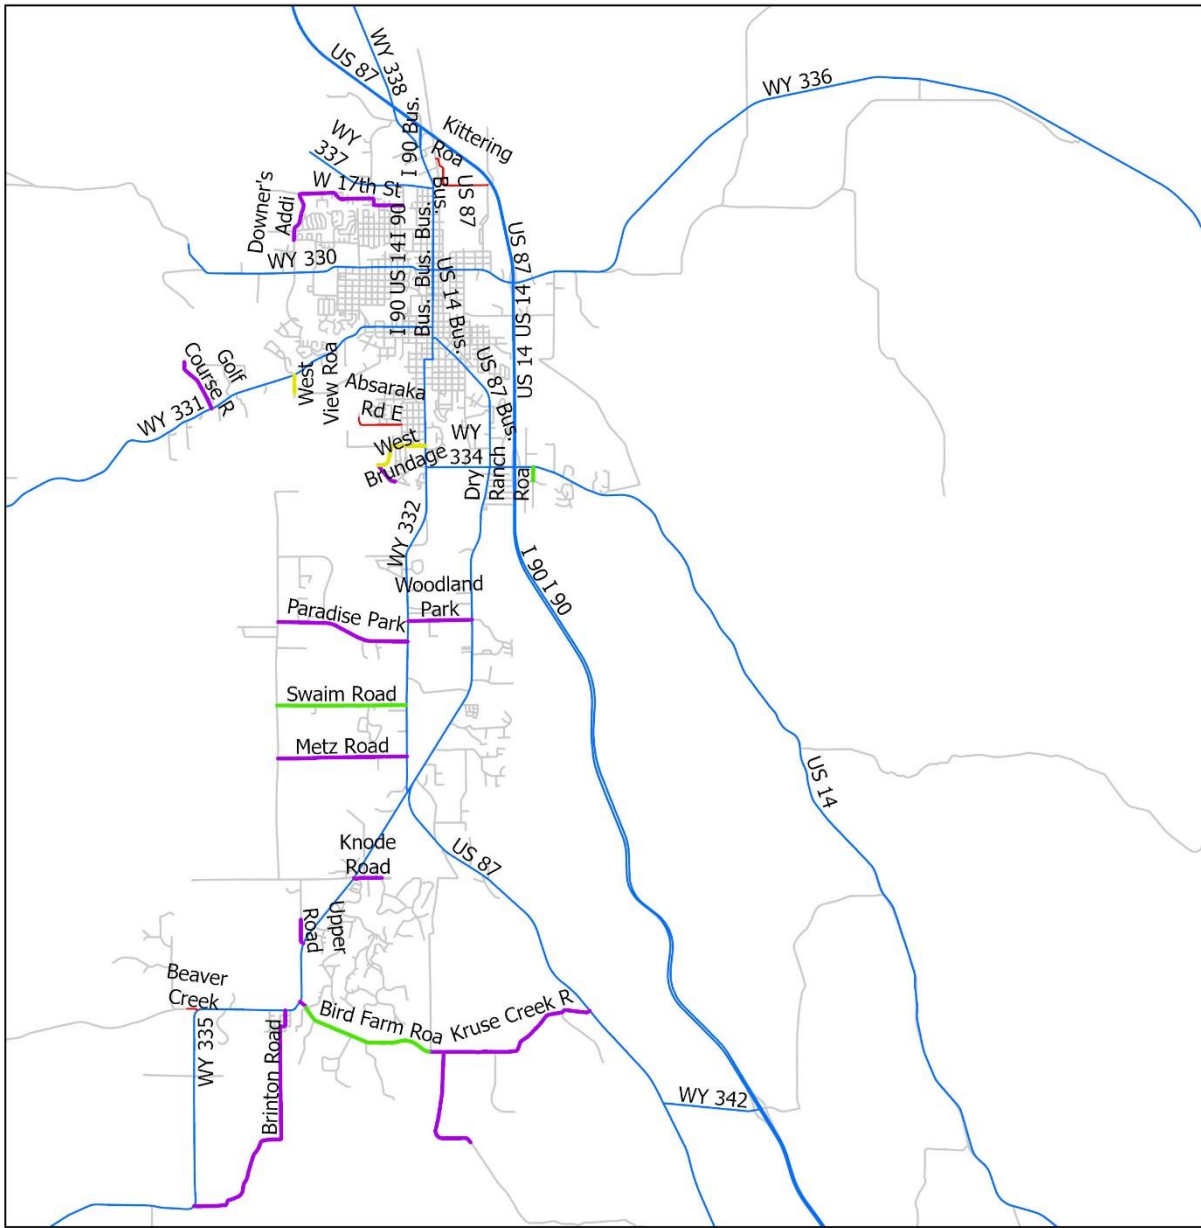 US 87
WY 338
WY 336
I 90 Bus.
Kittering
Roa
WY
337
W 17th St
Bus.
US 87
Downer's
Addi
WY 330
I 90 US 14 I 90
Bus. Bus. Bus.
US 14 Bus.
US 87
US 14 US 14
Golf
Course R
WY 331
West
View Roa
Absaraka
Rd E
US 87 Bus.
West
Brundage
WY
334
Dry
Ranch
Roa
WY 332
I 90 I 90
Woodland
Park
Paradise Park
Swaim Road
Metz Road
US 14
Knode
Road
US 87
Upper
Road
Beaver
Creek
WY 335
Brinton Road
Bird Farm Roa
Kruse Creek R
WY 342